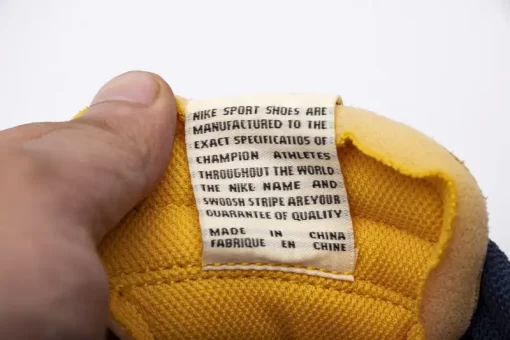 NIKE SPORT SHOES ARE
MANUFACTURED TO THE
EXACT SPECIFICATIOS OF
CHAMPION ATHLETES
THROUGHOUT THE WORLD
THE NIKE NAME AND
SWOOSH STRIPE AREYOUR
GUARANTEE OF QUALITY
MADE IN CHINA
FABRIQUE EN CHINE